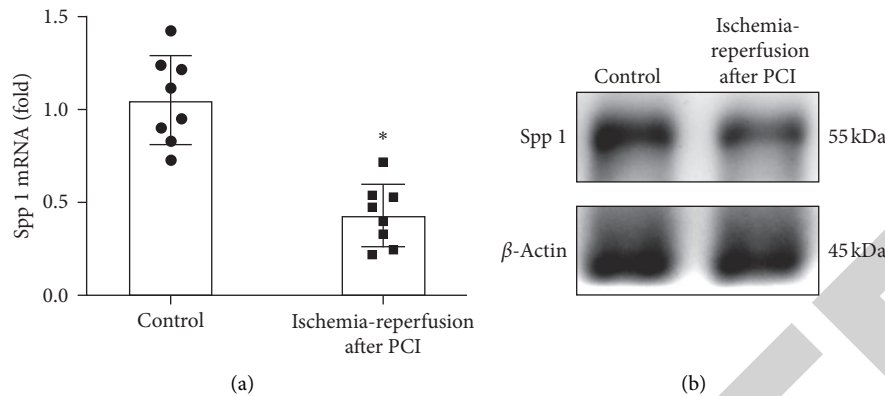 1.5
1.0
0.5
0.0
Spp 1 mRNA (fold)
*
Control
Ischemia-reperfusion
after PCI
(a)
Ischemia-
reperfusion
after PCI
Control
Spp 1
55 kDa
β-Actin
45 kDa
(b)